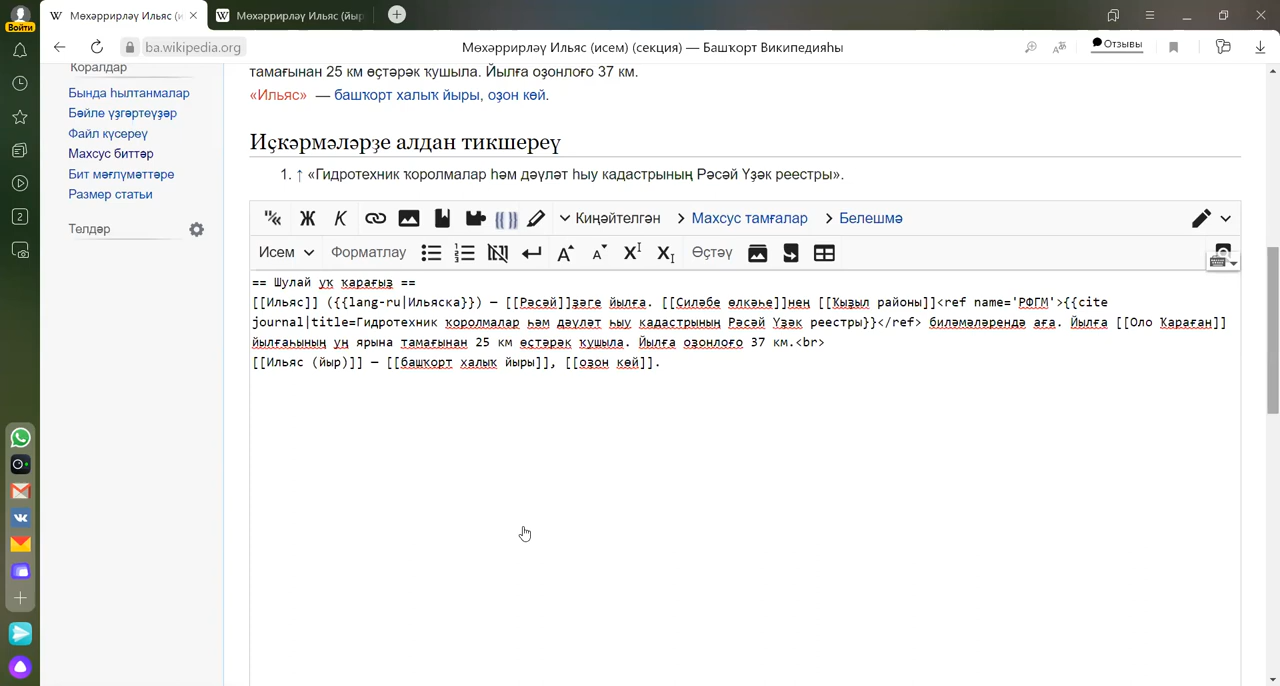 Войти
Мөхәррирләү Ильяс (и
Мөхәррирләү Ильяс (йыр
ba.wikipedia.org
Мөхәррирләү Ильяс (исем) (секция) — Башҡорт Википедияһы
Отзывы
Ҡоралдар
Бында һылтанмалар
Бәйле үҙгәртеүҙәр
Файл күсереү
Махсус биттәр
Бит мәғлүмәттәре
Размер статьи
Телдәр
тамағынан 25 км өҫтәрәк ҡушыла. Йылға оҙонлоғо 37 км.
«Ильяс» — башҡорт халыҡ йыры, оҙон көй.
Иҫкәрмәләрҙе алдан тикшереү
1. ↑ «Гидротехник ҡоролмалар һәм дәүләт һыу кадастрының Рәсәй Үҙәк реестры».
Ж К Киңәйтелгән Махсус тамғалар Белешмә
Исем Форматлау Өҫтәү
== Шулай уҡ ҡарағыҙ ==
[[Ильяс]] ({{lang-ru|Ильяска}}) — [[Рәсәй]]ҙәге йылға. [[Силәбе өлкәһе]]нең [[Ҡыҙыл районы]]<ref name='РФГМ'>{{cite
journal|title=Гидротехник ҡоролмалар һәм дәүләт һыу кадастрының Рәсәй Үҙәк реестры}}</ref> биләмәләрендә аға. Йылға [[Оло Ҡараған]]
йылғаһының уң ярына тамағынан 25 км өҫтәрәк ҡушыла. Йылға оҙонлоғо 37 км.<br>
[[Ильяс (йыр)]] — [[башҡорт халыҡ йыры]], [[оҙон көй]].
2